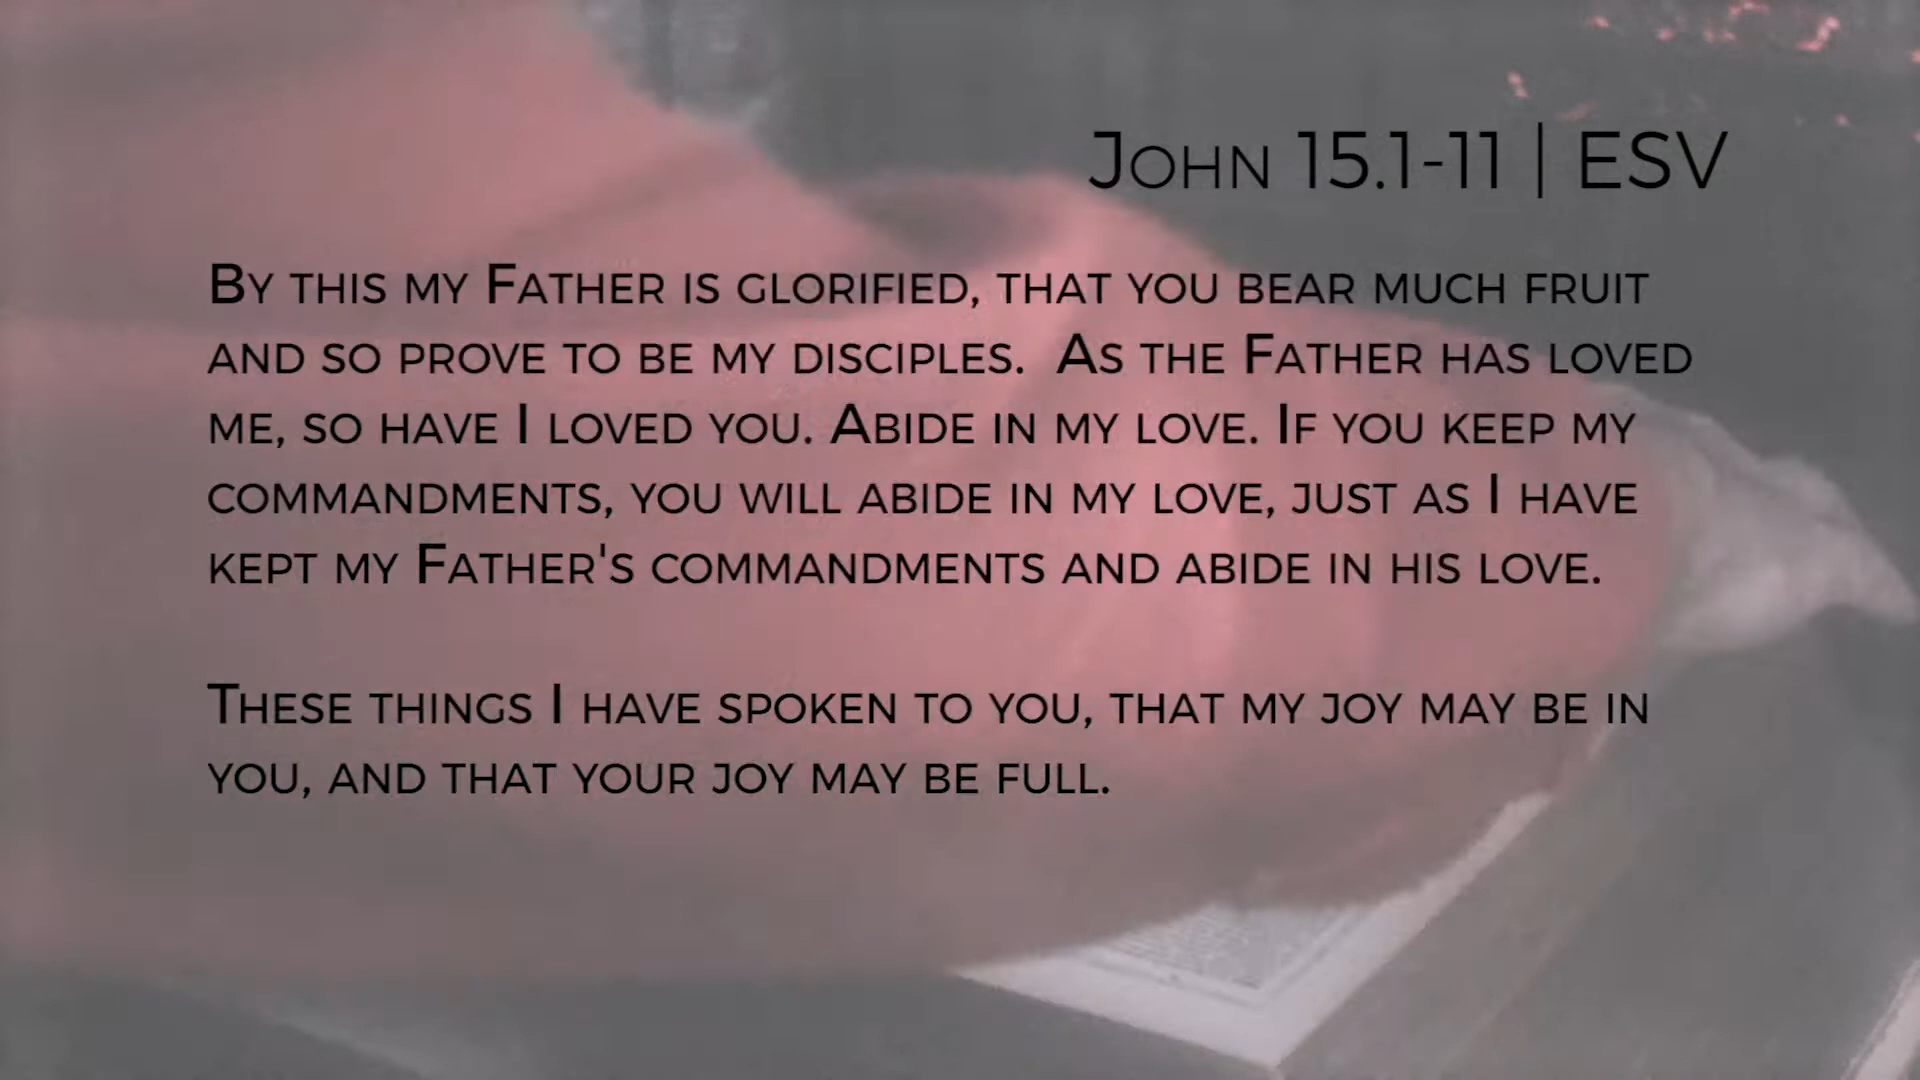 John 15.1-11 | ESV
By this my Father is glorified, that you bear much fruit
and so prove to be my disciples.  As the Father has loved
me, so have I loved you. Abide in my love. If you keep my
commandments, you will abide in my love, just as I have
kept my Father's commandments and abide in his love.
These things I have spoken to you, that my joy may be in
you, and that your joy may be full.